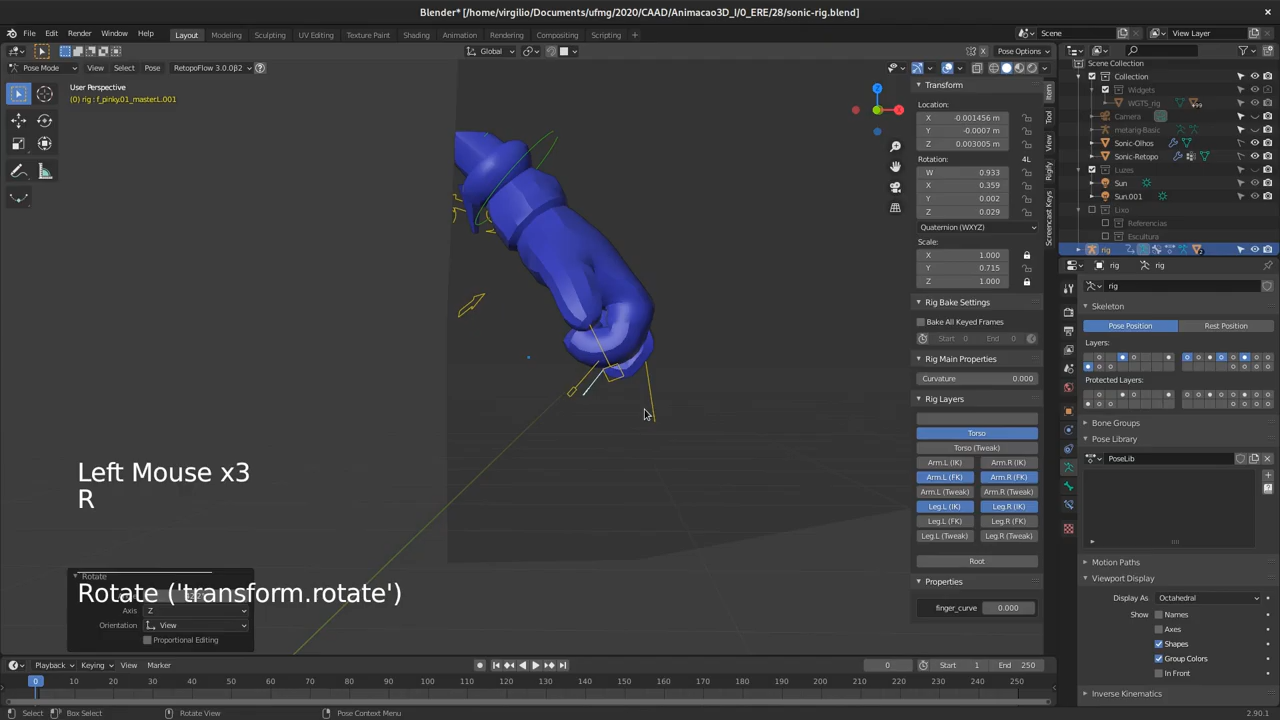 Blender* [/home/virgilio/Documents/ufmg/2020/CAAD/Animacao3D_I/0_ERE/28/sonic-rig.blend]
File Edit Render Window Help Layout Modeling Sculpting UV Editing Texture Paint Shading Animation Rendering Compositing Scripting + Scene View Layer
Global Pose Options
Pose Mode View Select Pose RetopoFlow 3.0.0β2
User Perspective
(0) rig : f_pinky.01_master.L.001
Z
X
Transform
Location:
X -0.001456 m
Y -0.0007 m
Z 0.003005 m
Rotation: 4L
W 0.933
X 0.359
Y 0.002
Z 0.029
Quaternion (WXYZ)
Scale:
X 1.000
Y 0.715
Z 1.000
Rig Bake Settings
Bake All Keyed Frames
Start 0 End 0
Rig Main Properties
Curvature 0.000
Rig Layers
Torso
Torso (Tweak)
Arm.L (IK) Arm.R (IK)
Arm.L (FK) Arm.R (FK)
Arm.L (Tweak) Arm.R (Tweak)
Leg.L (IK) Leg.R (IK)
Leg.L (FK) Leg.R (FK)
Leg.L (Tweak) Leg.R (Tweak)
Root
Properties
finger_curve 0.000
Item
Tool
View
Rigify
Screencast Keys
Scene Collection
Collection
Widgets
WGTS_rig
Camera
metarig-Basic
Sonic-Olhos
Sonic-Retopo
Luzes
Sun
Sun.001
Lixo
Referencias
Escultura
rig
rig rig
rig
Skeleton
Pose Position Rest Position
Layers:
Protected Layers:
Bone Groups
Pose Library
PoseLib
Motion Paths
Viewport Display
Display As Octahedral
Show Names
Axes
Shapes
Group Colors
In Front
Inverse Kinematics
Left Mouse x3
R
Rotate
Rotate ('transform.rotate')
Axis Z
Orientation View
Proportional Editing
Playback Keying View Marker 0 Start 1 End 250
0 10 20 30 40 50 60 70 80 90 100 110 120 130 140 150 160 170 180 190 200 210 220 230 240 250
Select Box Select Rotate View Pose Context Menu 2.90.1